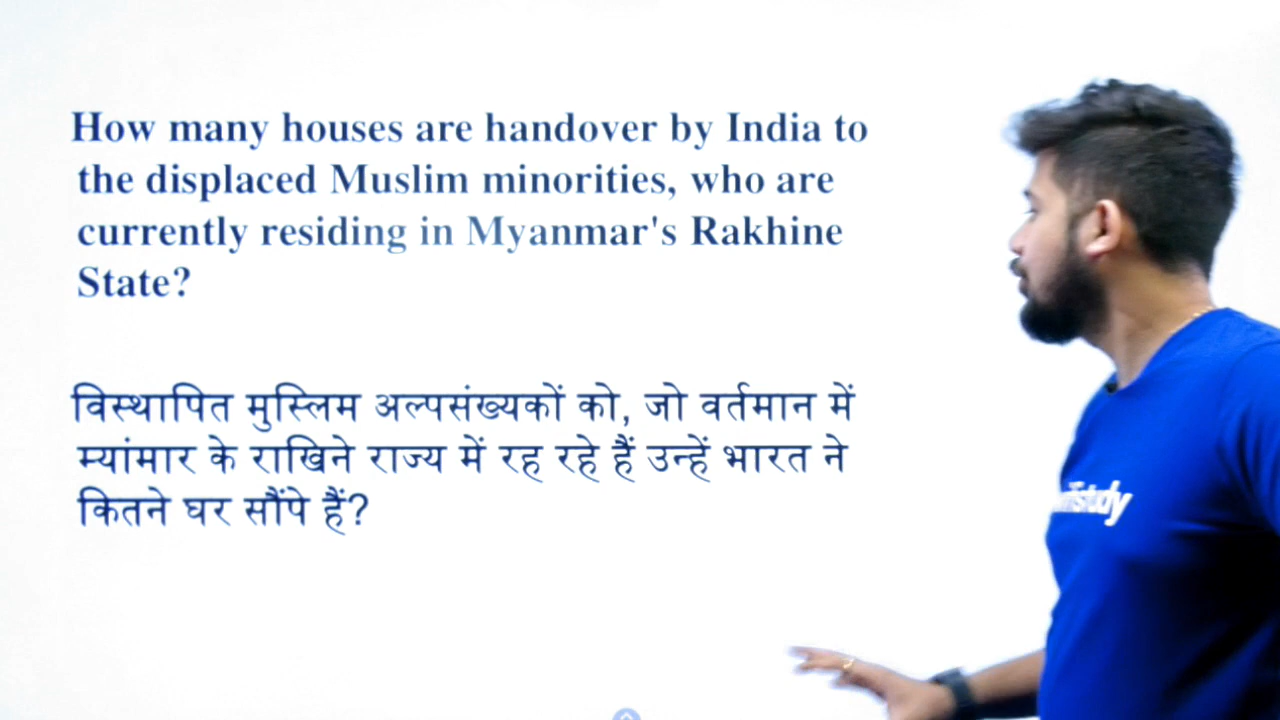 How many houses are handover by India to
the displaced Muslim minorities, who are
currently residing in Myanmar's Rakhine
State?
विस्थापित मुस्लिम अल्पसंख्यकों को, जो वर्तमान में
म्यांमार के राखिने राज्य में रह रहे हैं उन्हें भारत ने
कितने घर सौंपे हैं?